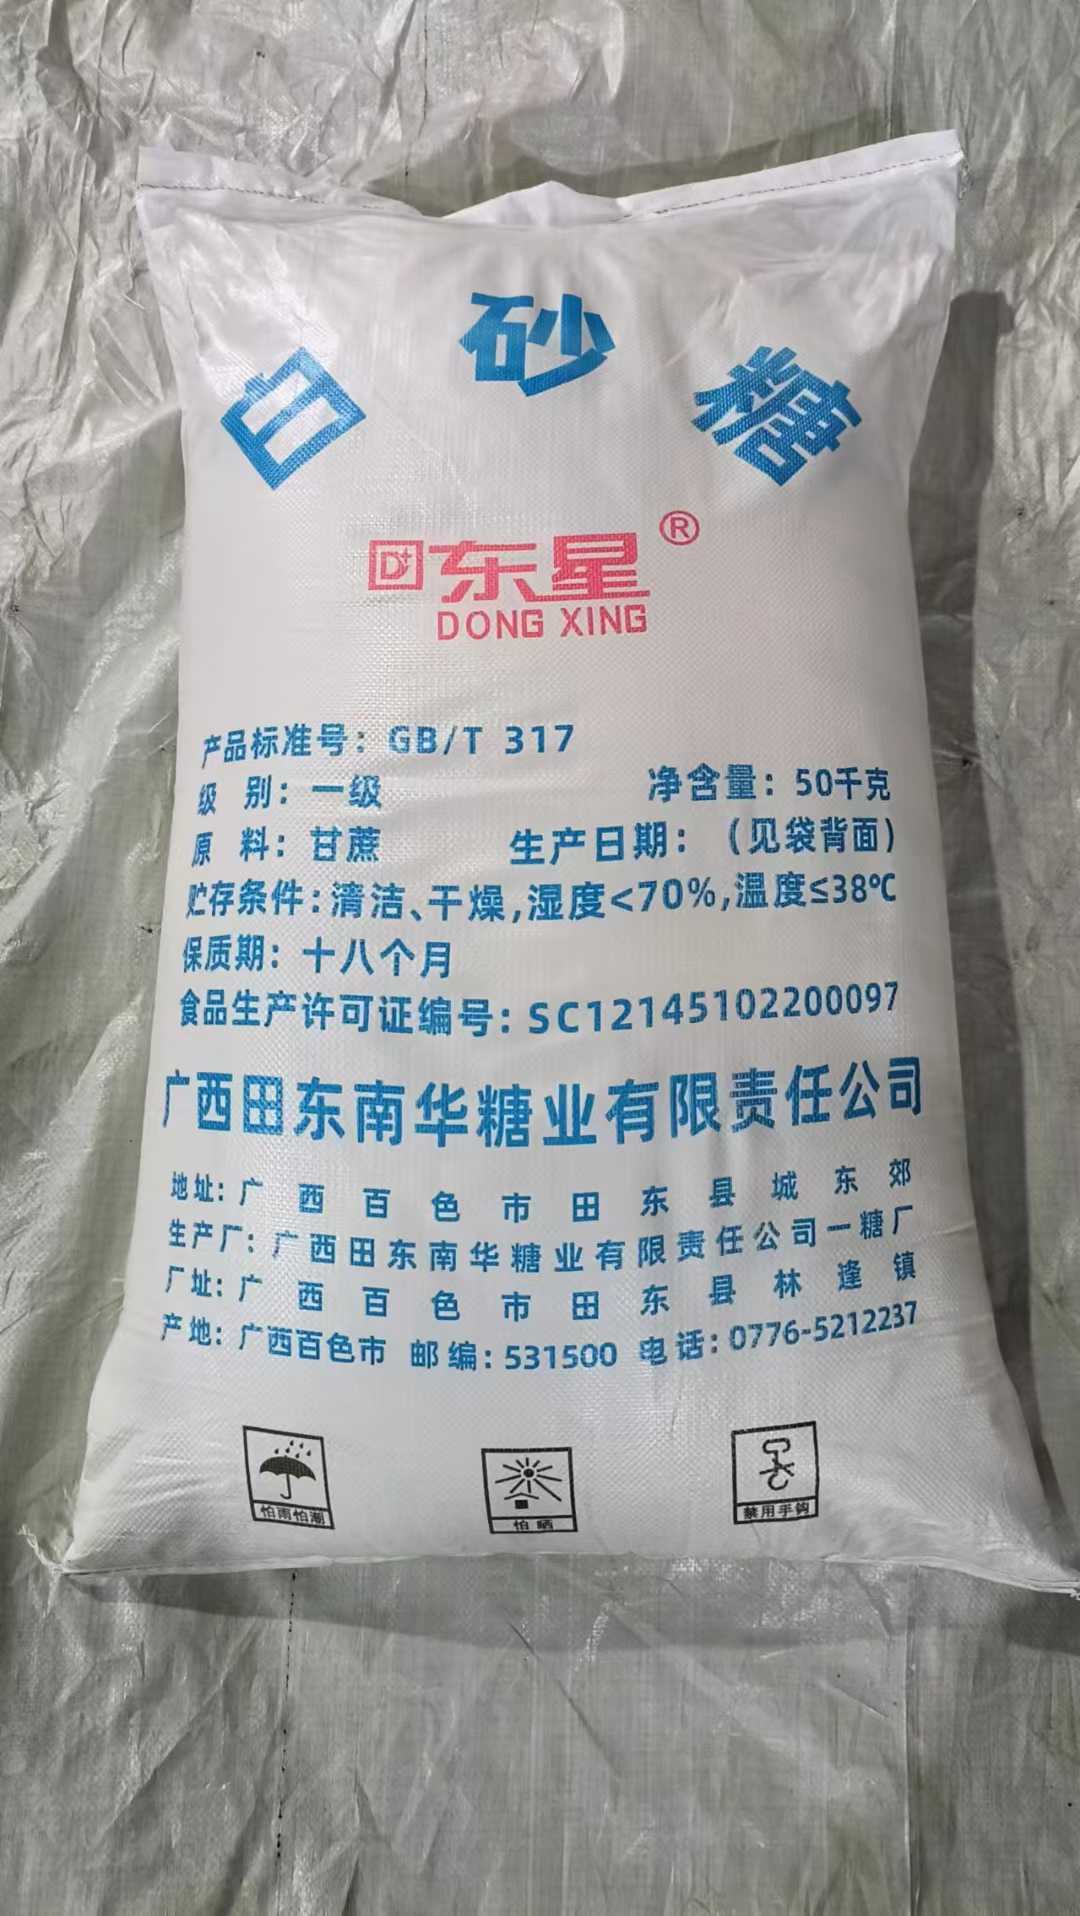 白砂糖
D+ 东星®
DONG XING
产品标准号：GB/T 317
级 别：一级 净含量：50千克
原 料：甘蔗 生产日期：（见袋背面）
贮存条件：清洁、干燥,湿度<70%,温度≤38℃
保质期：十八个月
食品生产许可证编号：SC12145102200097
广西田东南华糖业有限责任公司
地址：广西百色市田东县城东郊
生产厂：广西田东南华糖业有限责任公司一糖厂
厂址：广西百色市田东县林逢镇
产地：广西百色市 邮编：531500 电话：0776-5212237
怕雨怕潮 怕晒 禁用手钩